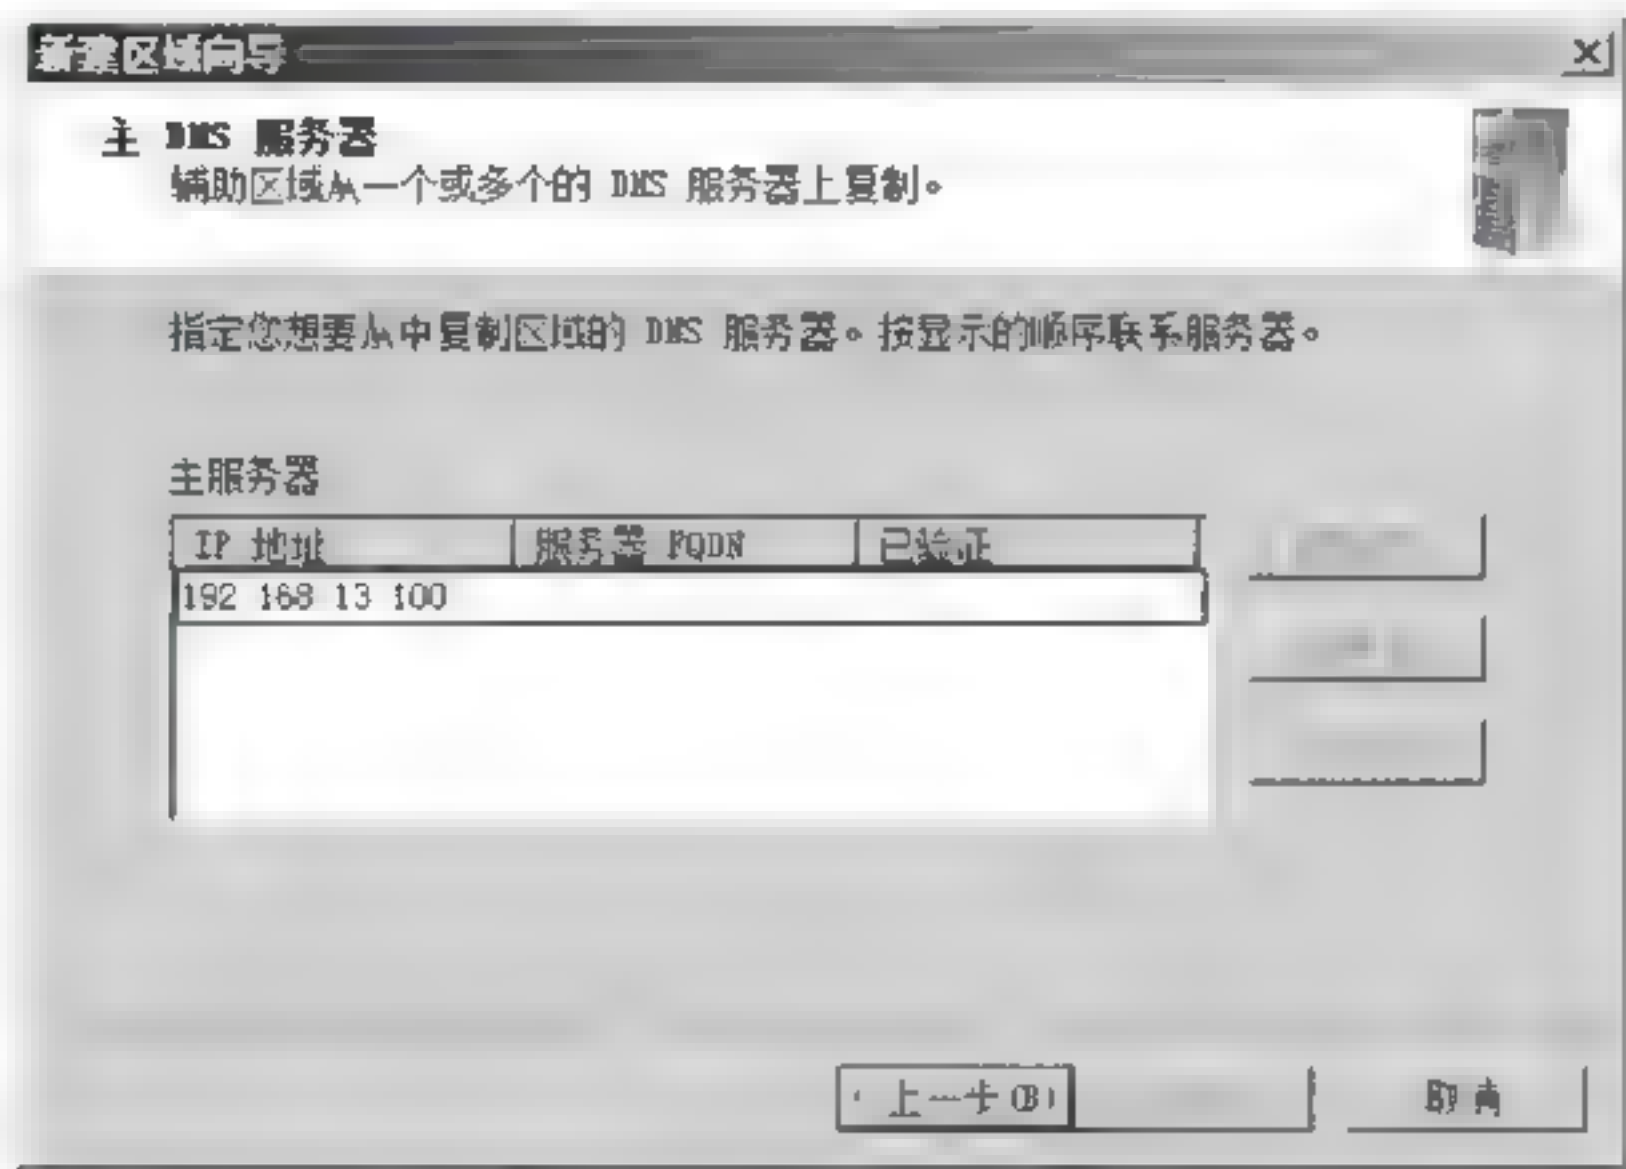 新建区域向导
主 DNS 服务器
辅助区域从一个或多个的 DNS 服务器上复制。
指定您想要从中复制区域的 DNS 服务器。按显示的顺序联系服务器。
主服务器
IP 地址 服务器 FQDN 已验证
192 168 13 100
上一步(B) 取消